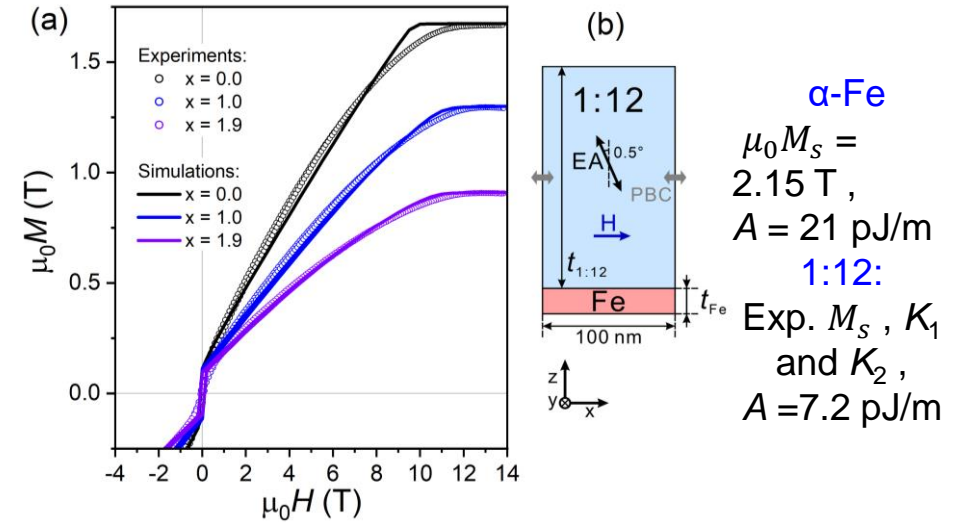 (a)
Experiments:
x = 0.0
x = 1.0
x = 1.9
Simulations:
x = 0.0
x = 1.0
x = 1.9
1.5
1.0
0.5
0.0
μ₀M (T)
-4 -2 0 2 4 6 8 10 12 14
μ₀H (T)
(b)
1:12
EA 0.5°
PBC
H
t₁:₁₂
Fe
t_Fe
100 nm
z
y x
α-Fe
μ₀Mₛ =
2.15 T ,
A = 21 pJ/m
1:12:
Exp. Mₛ , K₁
and K₂ ,
A =7.2 pJ/m